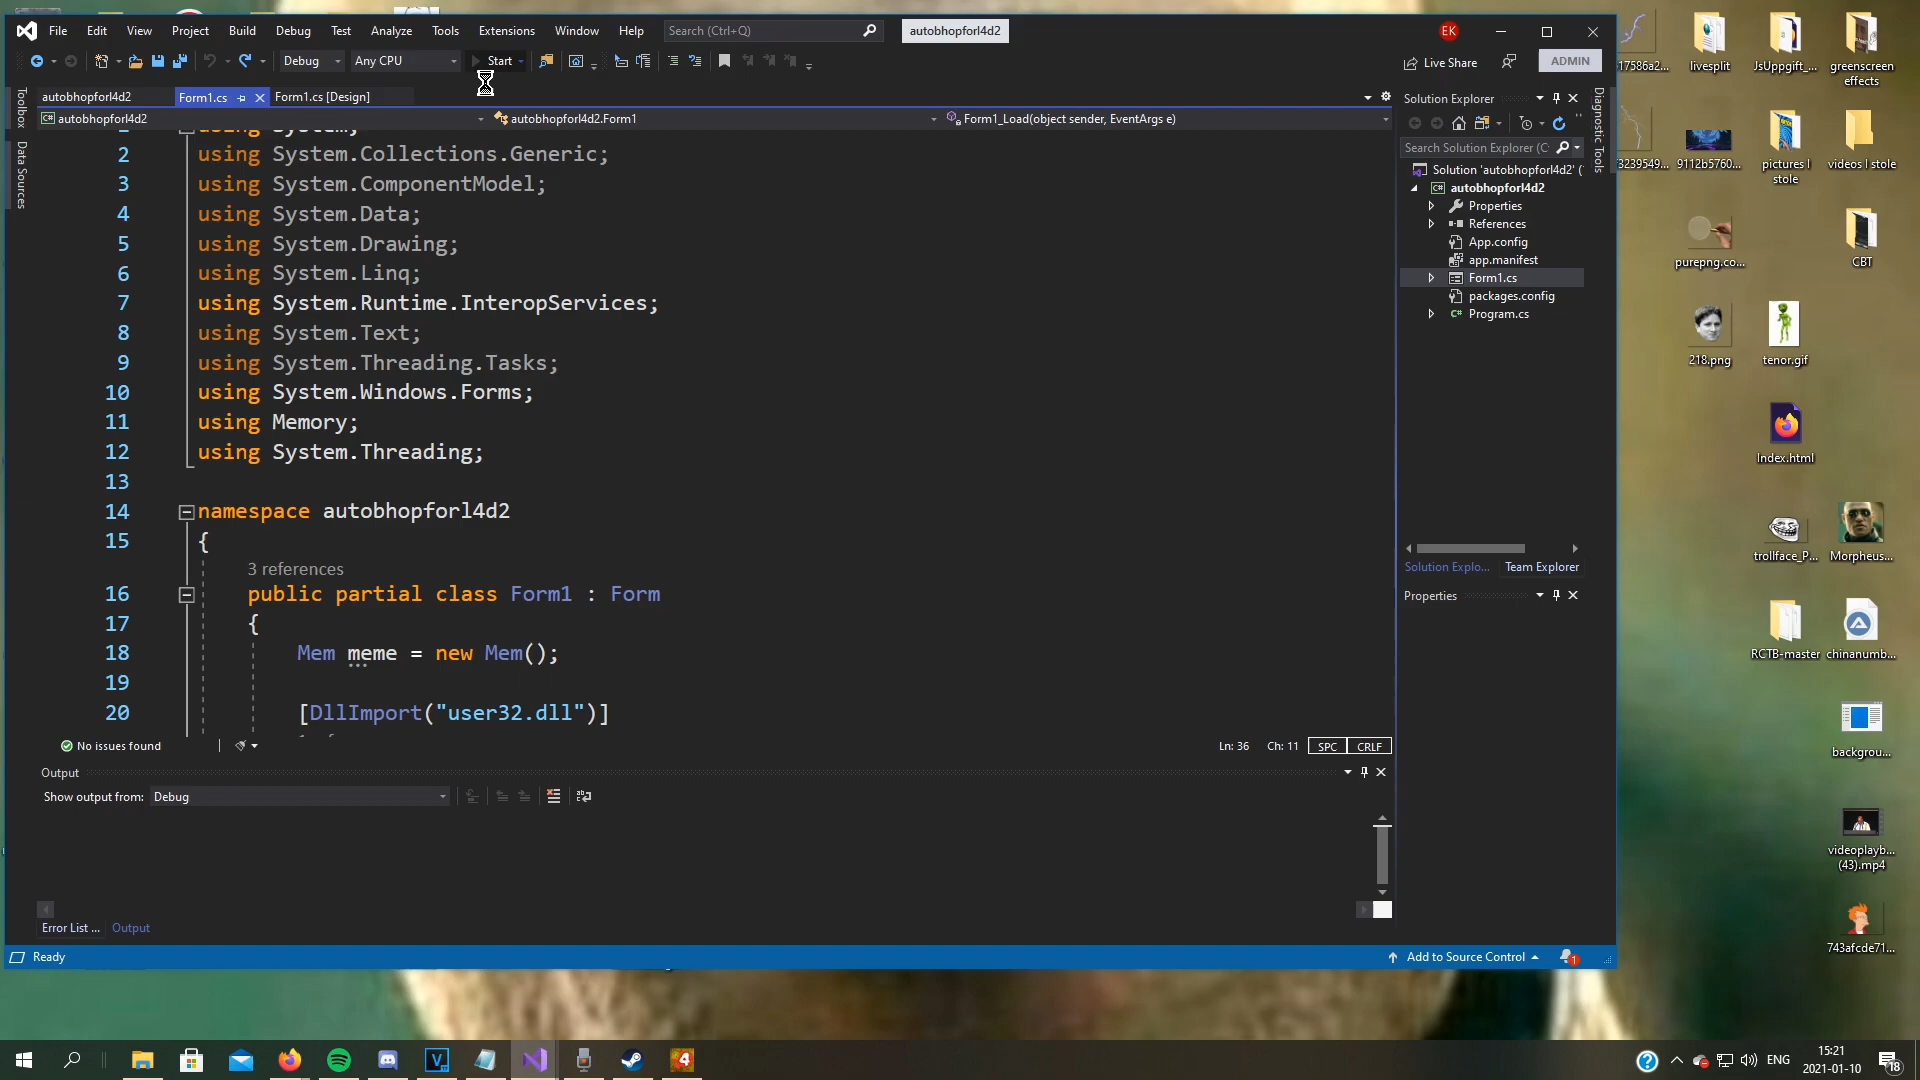 File Edit View Project Build Debug Test Analyze Tools Extensions Window Help Search (Ctrl+Q) autobhopforl4d2 EK
Debug Any CPU Start Live Share ADMIN
autobhopforl4d2 Form1.cs Form1.cs [Design]
autobhopforl4d2 autobhopforl4d2.Form1 Form1_Load(object sender, EventArgs e)
Toolbox
Data Sources
using System;
2 using System.Collections.Generic;
3 using System.ComponentModel;
4 using System.Data;
5 using System.Drawing;
6 using System.Linq;
7 using System.Runtime.InteropServices;
8 using System.Text;
9 using System.Threading.Tasks;
10 using System.Windows.Forms;
11 using Memory;
12 using System.Threading;
13
14 namespace autobhopforl4d2
15 {
3 references
16 public partial class Form1 : Form
17 {
18 Mem meme = new Mem();
19
20 [DllImport("user32.dll")]
No issues found Ln: 36 Ch: 11 SPC CRLF
Output
Show output from: Debug
Error List ... Output
Ready Add to Source Control 1
Solution Explorer
Search Solution Explorer (C
Solution 'autobhopforl4d2' (
autobhopforl4d2
Properties
References
App.config
app.manifest
Form1.cs
packages.config
Program.cs
Solution Explo... Team Explorer
Properties
Diagnostic Tools
17586a2... livesplit JsUppgift_... greenscreen effects
3239549... 9112b5760... pictures I stole videos I stole
purepng.co... CBT
218.png tenor.gif
Index.html
trollface_P... Morpheus...
RCTB-master chinanumb...
backgrou...
videoplayb... (43).mp4
743afcde71...
V 4 ? ENG 15:21
2021-01-10 18